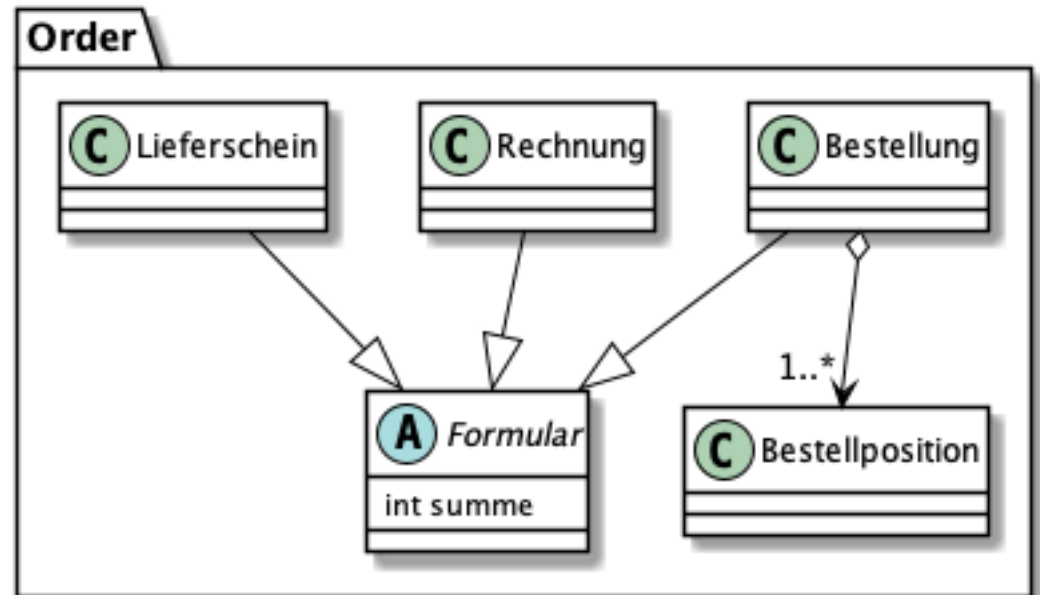 Order
C Lieferschein
C Rechnung
C Bestellung
1..*
A Formular
C Bestellposition
int summe